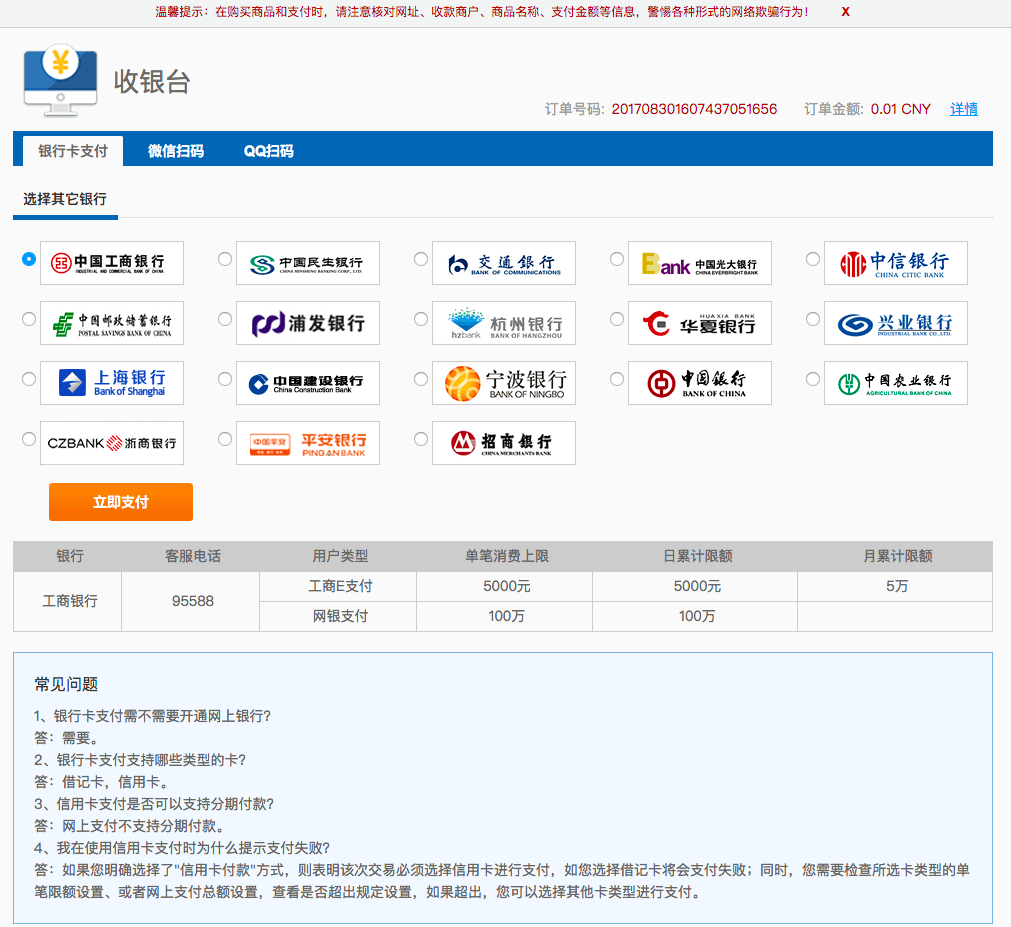 温馨提示：在购买商品和支付时，请注意核对网址、收款商户、商品名称、支付金额等信息，警惕各种形式的网络欺骗行为！ X
收银台
订单号码: 201708301607437051656 订单金额: 0.01 CNY 详情
银行卡支付 微信扫码 QQ扫码
选择其它银行
中国工商银行 中国民生银行 交通银行 Bank 中国光大银行 中信银行
INDUSTRIAL AND COMMERCIAL BANK OF CHINA CHINA MINSHENG BANKING CORP., LTD. BANK OF COMMUNICATIONS CHINA EVERBRIGHT BANK CHINA CITIC BANK
中国邮政储蓄银行 浦发银行 杭州银行 HUAXIA BANK 兴业银行
POSTAL SAVINGS BANK OF CHINA hzbank BANK OF HANGZHOU 华夏银行 INDUSTRIAL BANK CO.,LTD.
上海银行 中国建设银行 宁波银行 中国銀行 中国农业银行
Bank of Shanghai China Construction Bank BANK OF NINGBO BANK OF CHINA AGRICULTURAL BANK OF CHINA
CZBANK 浙商银行 中国平安 平安银行 招商银行
PINGAN BANK CHINA MERCHANTS BANK
立即支付
银行 客服电话 用户类型 单笔消费上限 日累计限额 月累计限额
工商银行 95588 工商E支付 5000元 5000元 5万
网银支付 100万 100万
常见问题
1、银行卡支付需不需要开通网上银行?
答：需要。
2、银行卡支付支持哪些类型的卡?
答：借记卡，信用卡。
3、信用卡支付是否可以支持分期付款?
答：网上支付不支持分期付款。
4、我在使用信用卡支付时为什么提示支付失败?
答：如果您明确选择了"信用卡付款"方式，则表明该次交易必须选择信用卡进行支付，如您选择借记卡将会支付失败；同时，您需要检查所选卡类型的单
笔限额设置、或者网上支付总额设置，查看是否超出规定设置，如果超出，您可以选择其他卡类型进行支付。